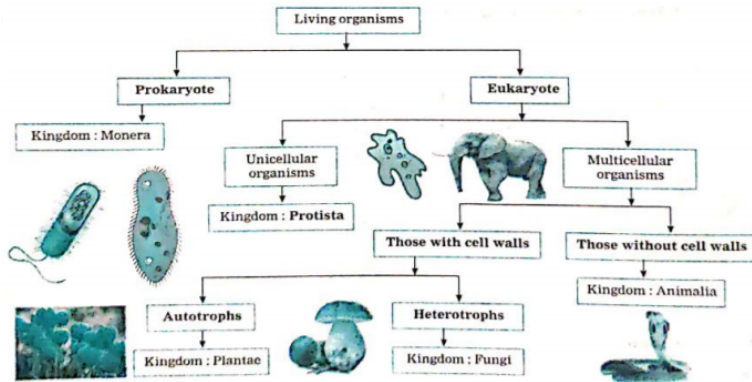 Living organisms
Prokaryote
Eukaryote
Kingdom : Monera
Unicellular
organisms
Multicellular
organisms
Kingdom : Protista
Those with cell walls
Those without cell walls
Kingdom : Animalia
Autotrophs
Heterotrophs
Kingdom : Plantae
Kingdom : Fungi